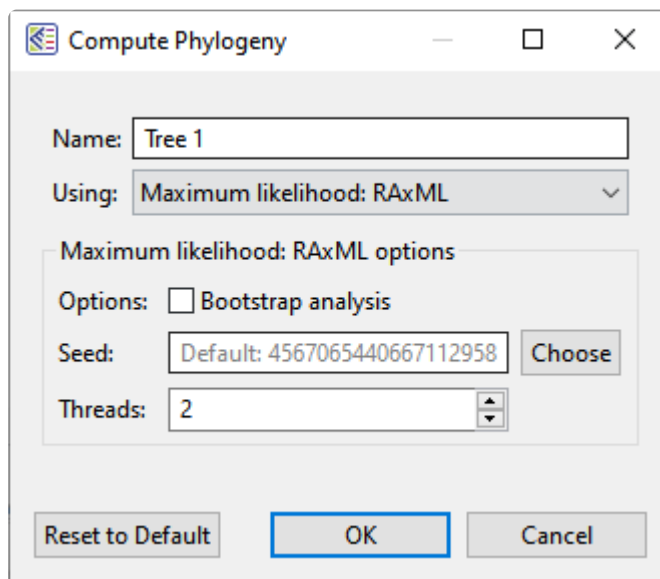 Compute Phylogeny
Name: Tree 1
Using: Maximum likelihood: RAxML
Maximum likelihood: RAxML options
Options: Bootstrap analysis
Seed: Default: 4567065440667112958 Choose
Threads: 2
Reset to Default OK Cancel